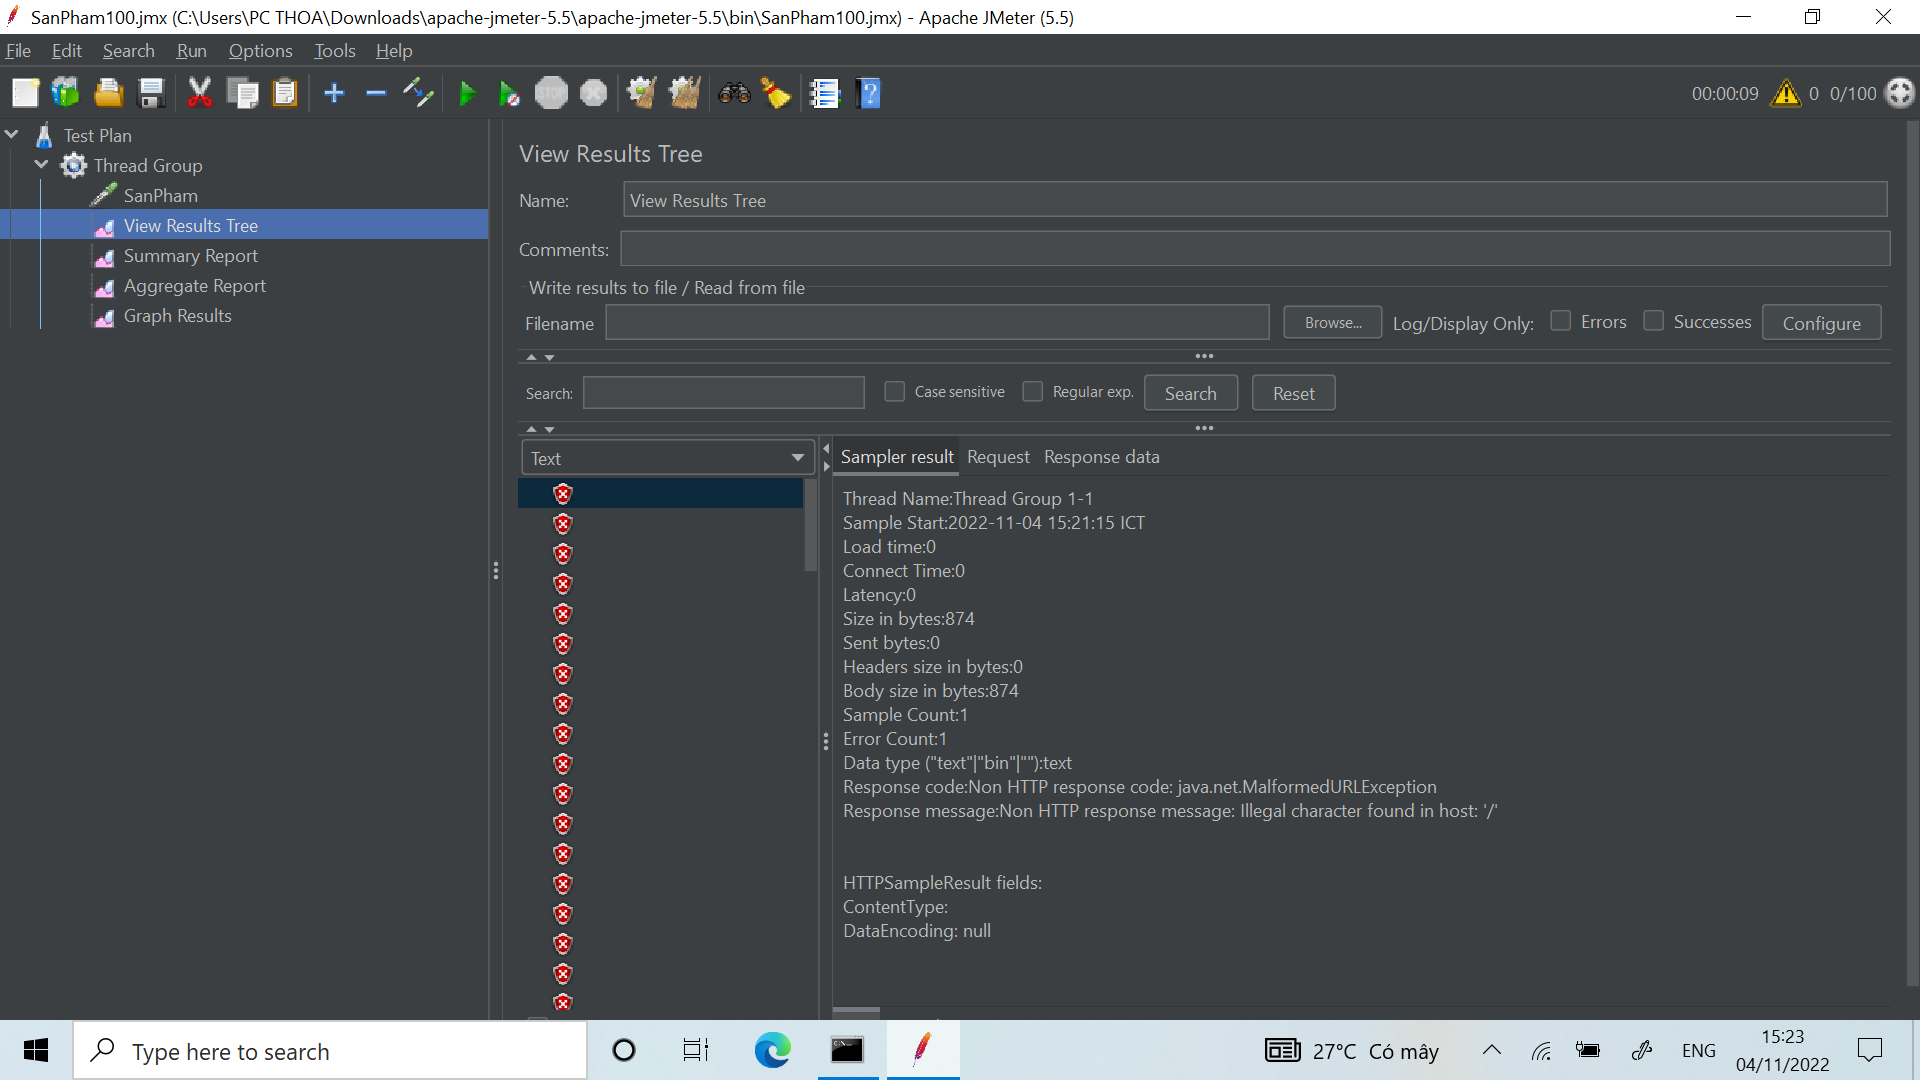 SanPham100.jmx (C:\Users\PC THOA\Downloads\apache-jmeter-5.5\apache-jmeter-5.5\bin\SanPham100.jmx) - Apache JMeter (5.5)
File Edit Search Run Options Tools Help
STOP
00:00:09 0 0/100
Test Plan
Thread Group
SanPham
View Results Tree
Summary Report
Aggregate Report
Graph Results
View Results Tree
Name: View Results Tree
Comments:
Write results to file / Read from file
Filename Browse... Log/Display Only: Errors Successes Configure
Search: Case sensitive Regular exp. Search Reset
Text
Sampler result Request Response data
Thread Name:Thread Group 1-1
Sample Start:2022-11-04 15:21:15 ICT
Load time:0
Connect Time:0
Latency:0
Size in bytes:874
Sent bytes:0
Headers size in bytes:0
Body size in bytes:874
Sample Count:1
Error Count:1
Data type ("text"|"bin"|""):text
Response code:Non HTTP response code: java.net.MalformedURLException
Response message:Non HTTP response message: Illegal character found in host: '/'
HTTPSampleResult fields:
ContentType:
DataEncoding: null
Type here to search
27°C Có mây
ENG
15:23
04/11/2022